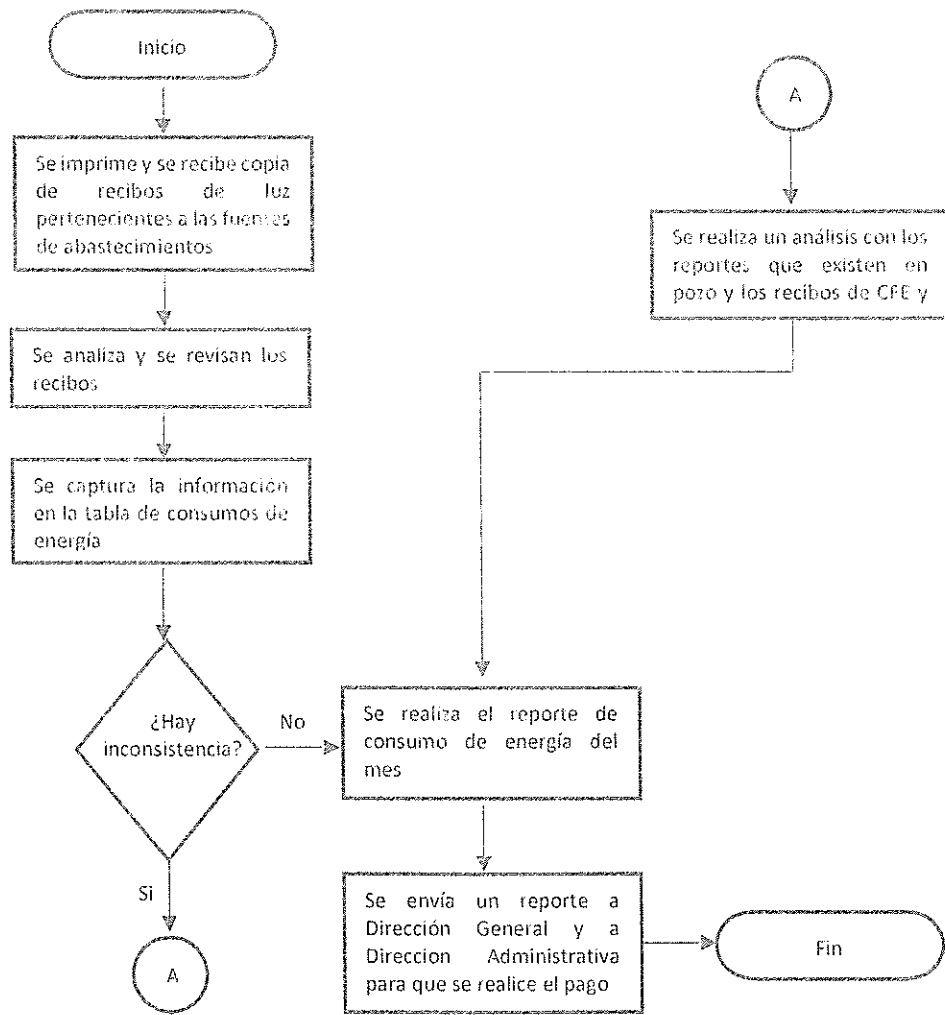 Inicio
Se imprime y se recibe copia
de recibos de luz
pertenecientes a las fuentes
de abastecimientos
Se analiza y se revisan los
recibos
Se captura la información
en la tabla de consumos de
energía
¿Hay
inconsistencia?
No
Si
A
A
Se realiza un análisis con los
reportes que existen en
pozo y los recibos de CFE y
Se realiza el reporte de
consumo de energía del
mes
Se envía un reporte a
Dirección General y a
Direccion Administrativa
para que se realice el pago
Fin